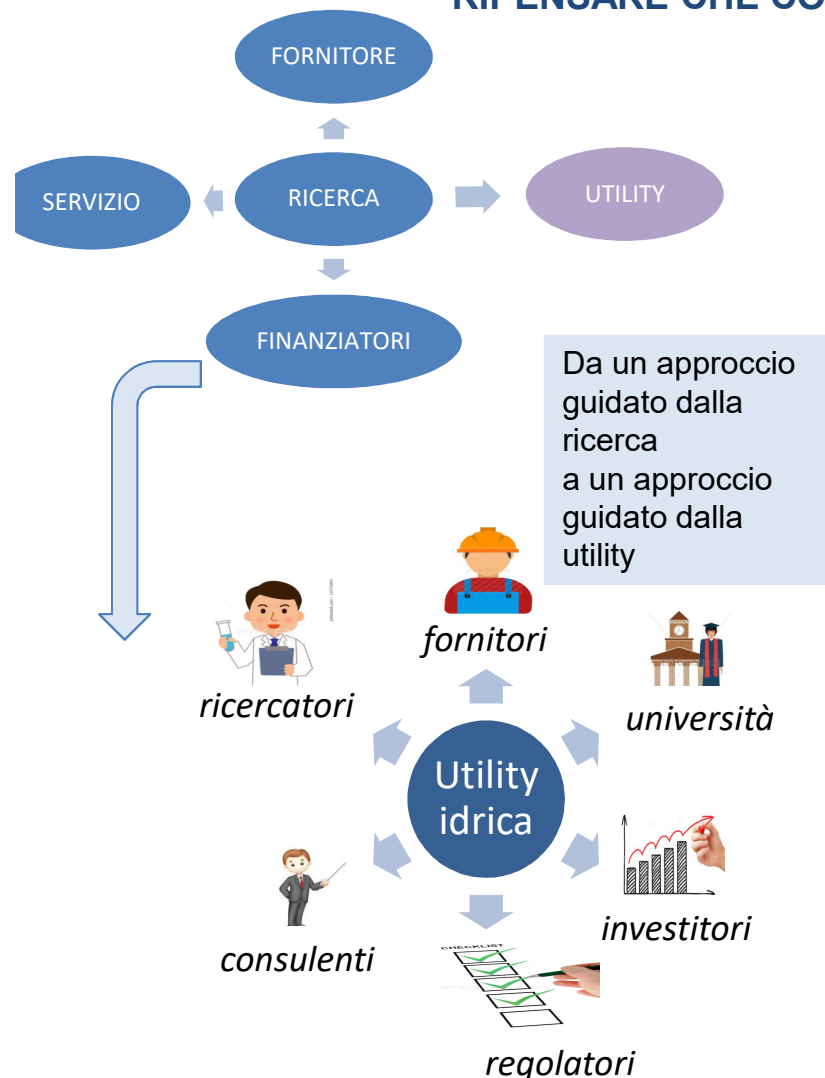 FORNITORE
SERVIZIO
RICERCA
UTILITY
FINANZIATORI
Da un approccio
guidato dalla
ricerca
a un approccio
guidato dalla
utility
fornitori
ricercatori
università
Utility
idrica
consulenti
investitori
CHECKLIST
regolatori